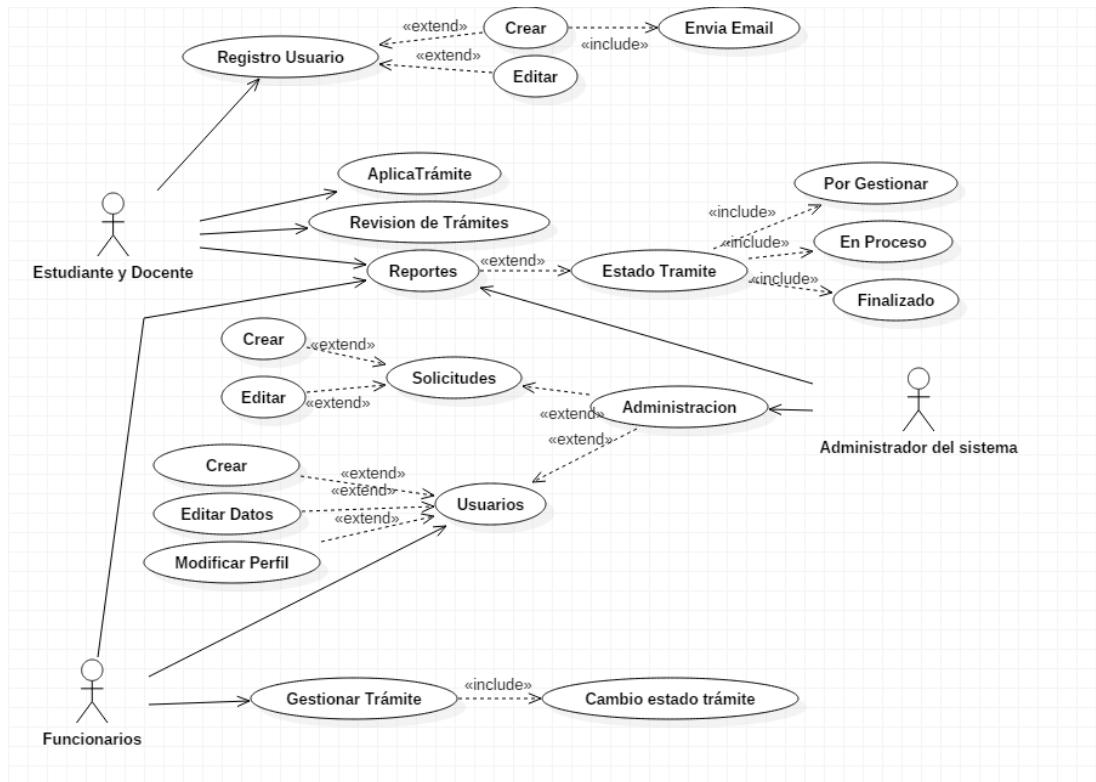 «extend»
Crear
Envia Email
«include»
Registro Usuario
«extend»
Editar
AplicaTrámite
Por Gestionar
Revision de Trámites
«include»
«include»
En Proceso
Estudiante y Docente
Reportes
«extend»
Estado Tramite
«include»
Finalizado
Crear
«extend»
Solicitudes
Editar
«extend»
Administracion
«extend»
«extend»
Administrador del sistema
Crear
«extend»
«extend»
Usuarios
Editar Datos
«extend»
Modificar Perfil
Gestionar Trámite
«include»
Cambio estado trámite
Funcionarios